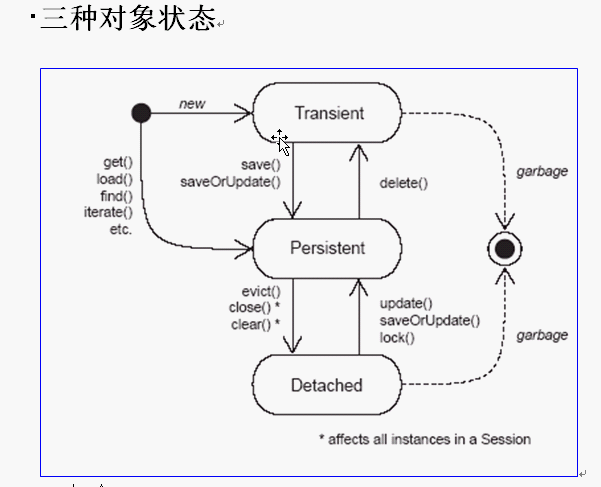 ·三种对象状态
new
Transient
garbage
get()
load()
find()
iterate()
etc.
save()
saveOrUpdate()
delete()
Persistent
evict()
close() *
clear() *
update()
saveOrUpdate()
lock()
garbage
Detached
* affects all instances in a Session